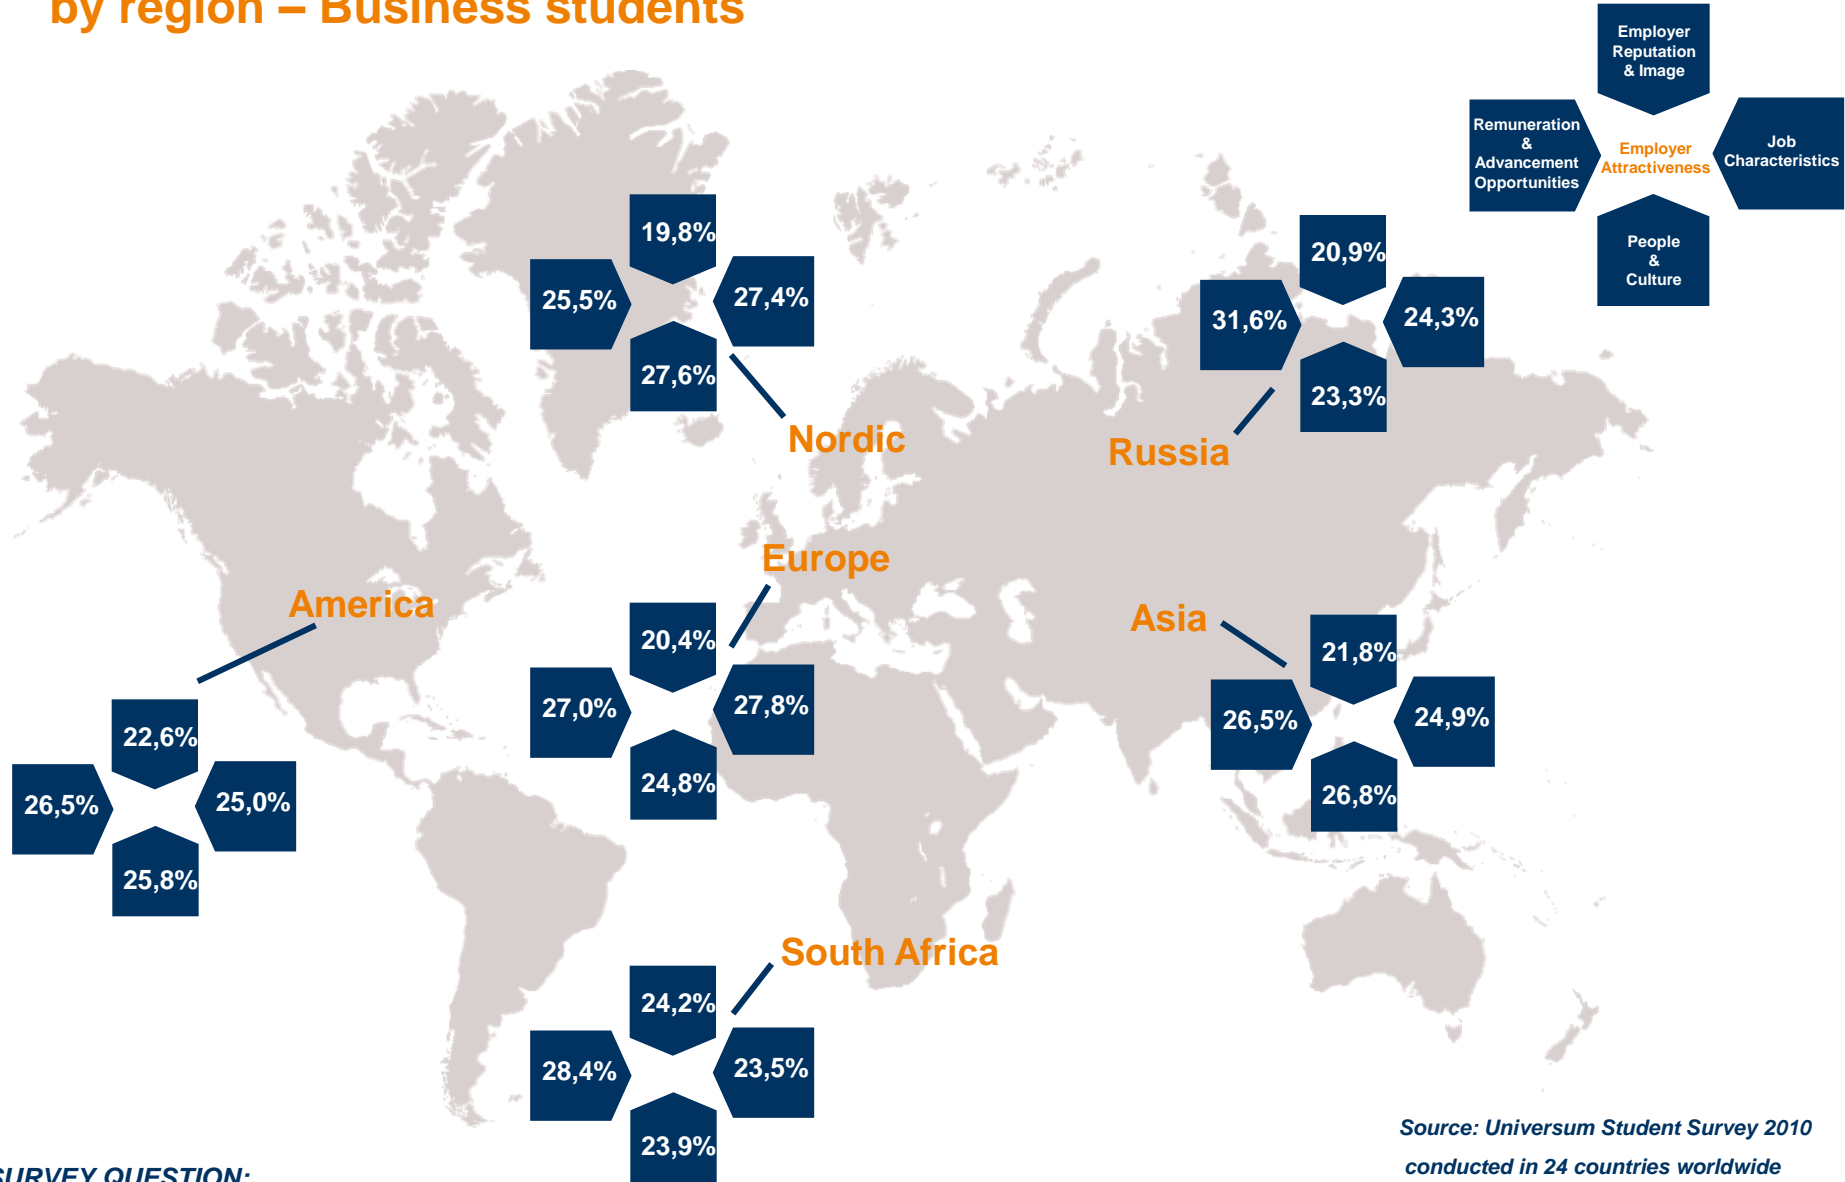 by region – Business students
Employer
Reputation
& Image
Remuneration
&
Advancement
Opportunities
Employer
Attractiveness
Job
Characteristics
People
&
Culture
19,8%
25,5%
27,4%
27,6%
Nordic
20,9%
31,6%
24,3%
23,3%
Russia
Europe
20,4%
27,0%
27,8%
24,8%
America
22,6%
26,5%
25,0%
25,8%
Asia
21,8%
26,5%
24,9%
26,8%
South Africa
24,2%
28,4%
23,5%
23,9%
Source: Universum Student Survey 2010
conducted in 24 countries worldwide
SURVEY QUESTION: